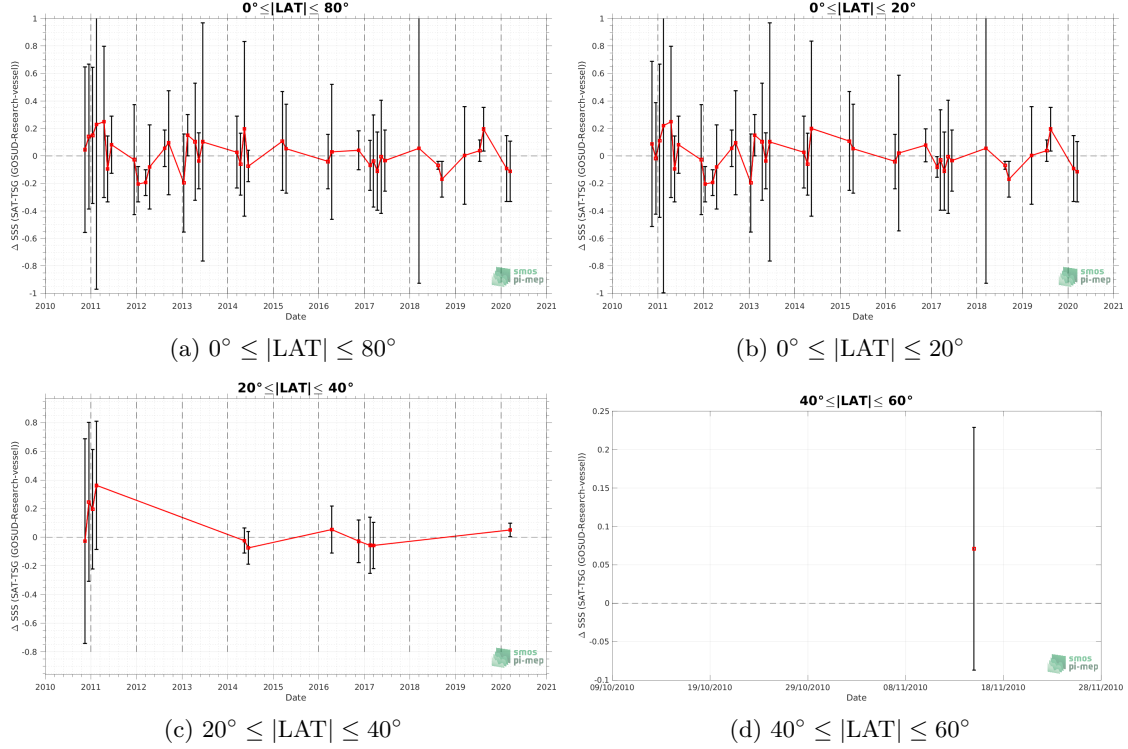 0°≤|LAT|≤ 80°
Δ SSS (SAT-TSG (GOSUD-Research-vessel))
1
0.8
0.6
0.4
0.2
0
-0.2
-0.4
-0.6
-0.8
-1
2010 2011 2012 2013 2014 2015 2016 2017 2018 2019 2020 2021
Date
smos
pi-mep
(a) 0° ≤ |LAT| ≤ 80°
0°≤|LAT|≤ 20°
Δ SSS (SAT-TSG (GOSUD-Research-vessel))
1
0.8
0.6
0.4
0.2
0
-0.2
-0.4
-0.6
-0.8
-1
2010 2011 2012 2013 2014 2015 2016 2017 2018 2019 2020 2021
Date
smos
pi-mep
(b) 0° ≤ |LAT| ≤ 20°
20°≤|LAT|≤ 40°
Δ SSS (SAT-TSG (GOSUD-Research-vessel))
0.8
0.6
0.4
0.2
0
-0.2
-0.4
-0.6
-0.8
2010 2011 2012 2013 2014 2015 2016 2017 2018 2019 2020 2021
Date
smos
pi-mep
(c) 20° ≤ |LAT| ≤ 40°
40°≤|LAT|≤ 60°
Δ SSS (SAT-TSG (GOSUD-Research-vessel))
0.25
0.2
0.15
0.1
0.05
0
-0.05
-0.1
09/10/2010 19/10/2010 29/10/2010 08/11/2010 18/11/2010 28/11/2010
Date
smos
pi-mep
(d) 40° ≤ |LAT| ≤ 60°